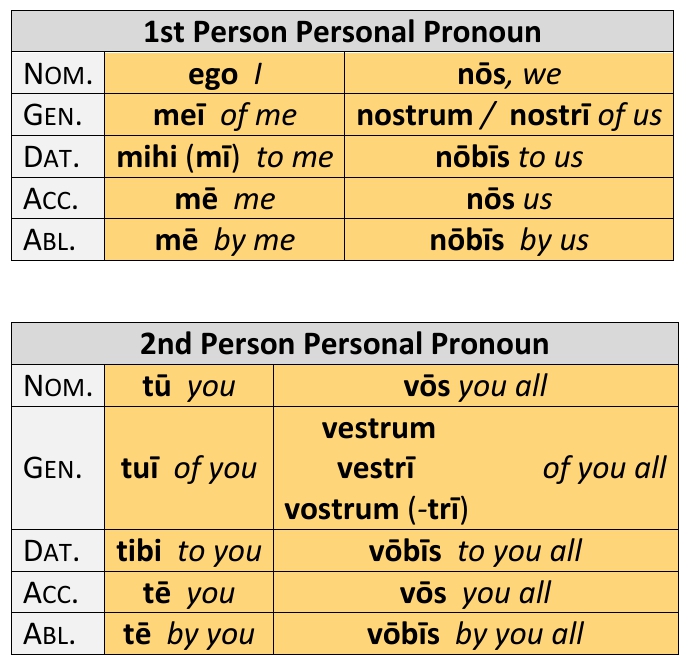 1st Person Personal Pronoun
NOM. ego I nōs, we
GEN. meī of me nostrum / nostrī of us
DAT. mihi (mī) to me nōbīs to us
ACC. mē me nōs us
ABL. mē by me nōbīs by us
2nd Person Personal Pronoun
NOM. tū you vōs you all
vestrum
GEN. tuī of you vestrī of you all
vostrum (-trī)
DAT. tibi to you vōbīs to you all
ACC. tē you vōs you all
ABL. tē by you vōbīs by you all